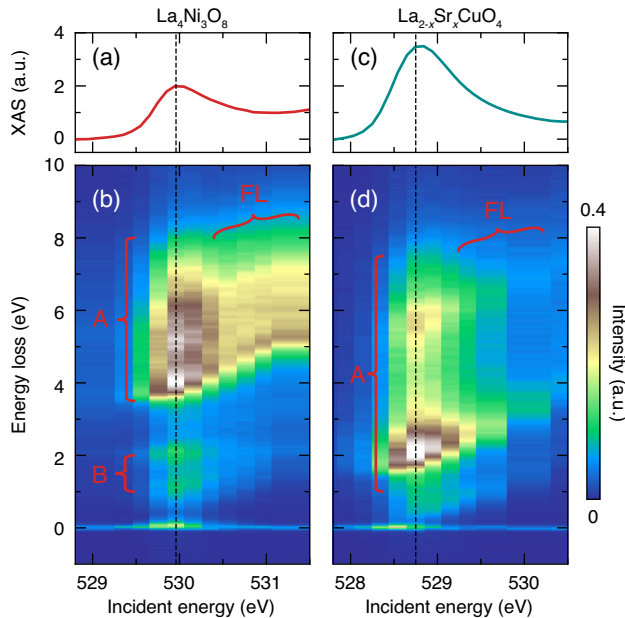 La₄Ni₃O₈
La₂₋ₓSrₓCuO₄
XAS (a.u.)
4
2
0
(a)
(c)
Energy loss (eV)
10
8
6
4
2
0
(b)
FL
A
B
529
530
531
Incident energy (eV)
(d)
FL
A
528
529
530
Incident energy (eV)
0.4
0
Intensity (a.u.)